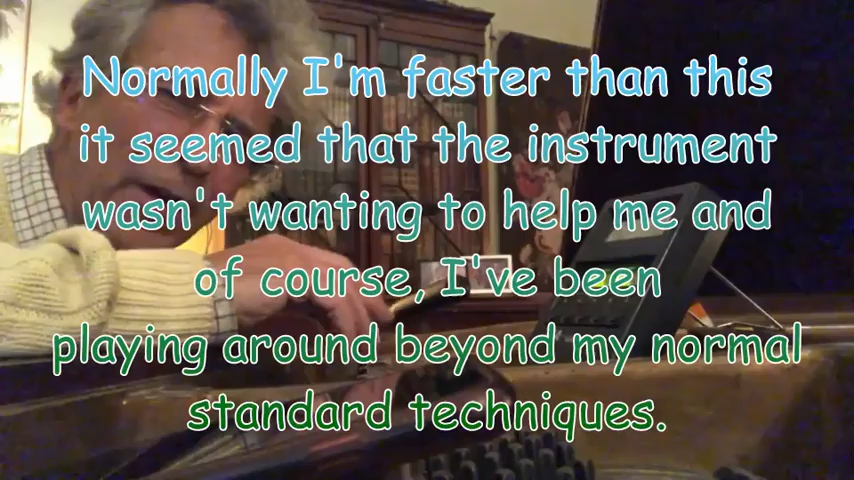 Normally I'm faster than this
it seemed that the instrument
wasn't wanting to help me and
of course, I've been
playing around beyond my normal
standard techniques.